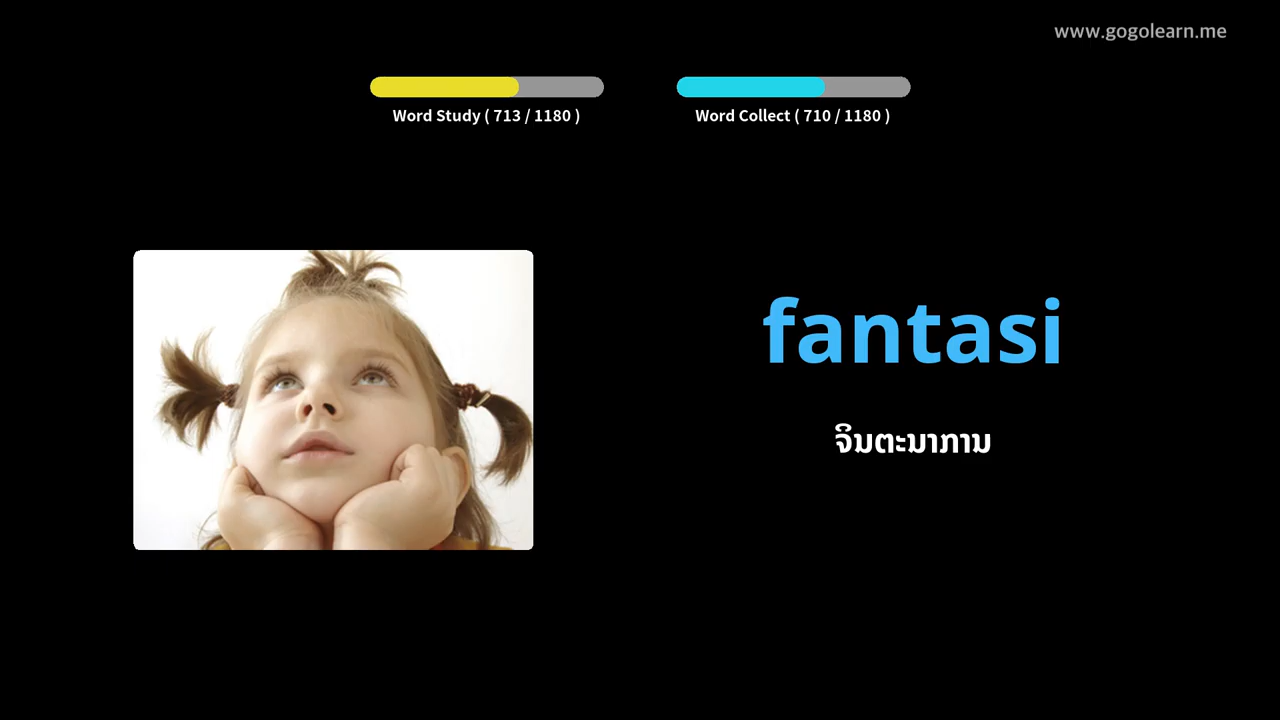 www.gogolearn.me
Word Study ( 713 / 1180 )
Word Collect ( 710 / 1180 )
fantasi
ຈິນຕະນາການ